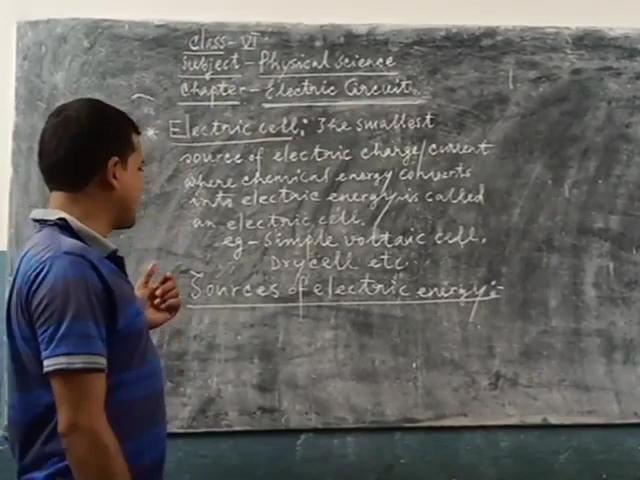 Class - VI
Subject - Physical Science
Chapter - Electric Circuit.
* Electric cell: The smallest
source of electric charge/current
where chemical energy converts
into electric energy is called
an electric cell.
eg - Simple voltaic cell,
Dry cell etc.
Sources of electric energy:-